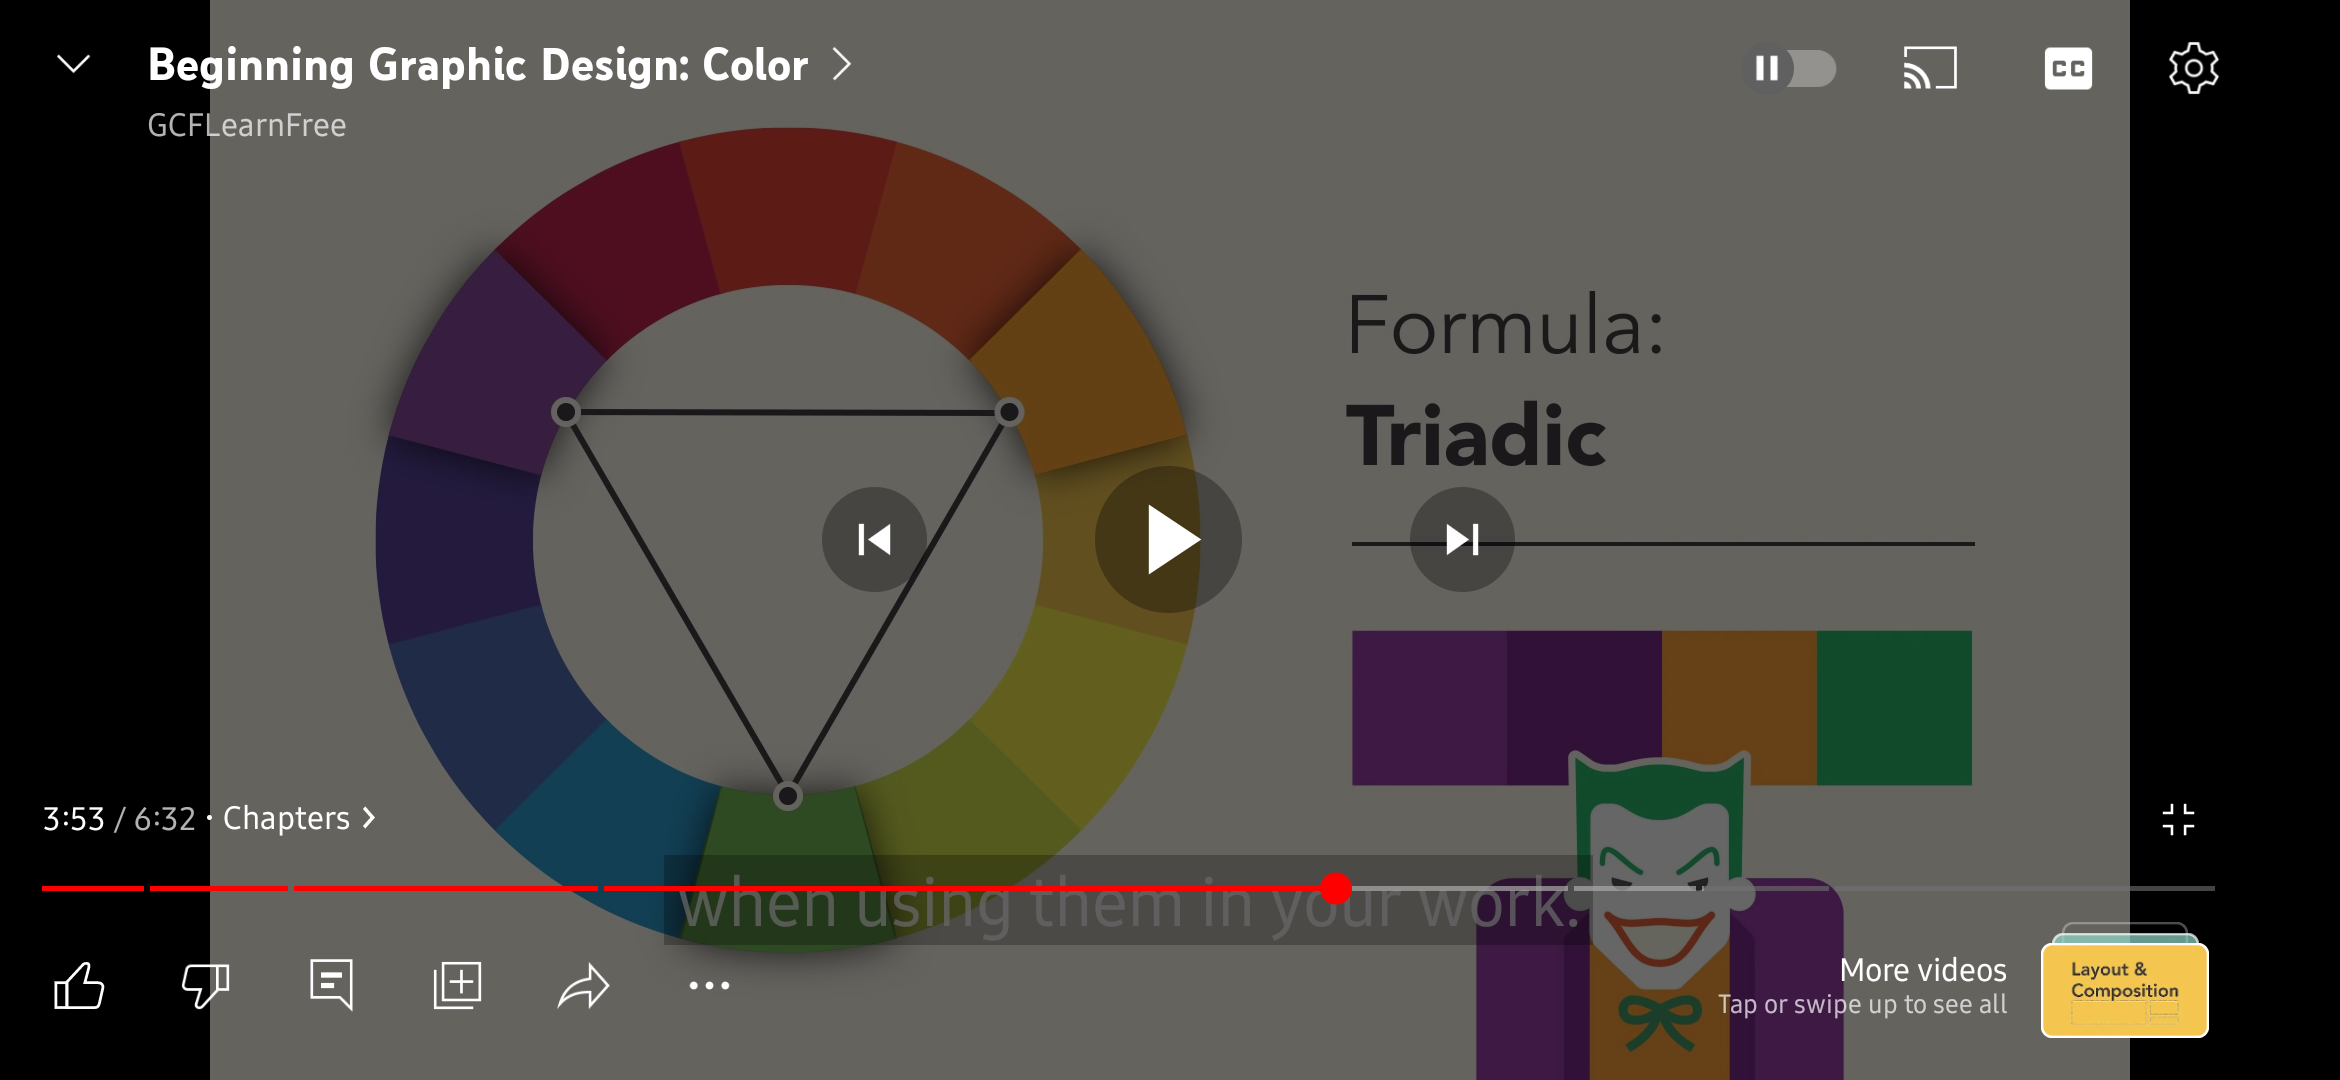 Beginning Graphic Design: Color
GCFLearnFree
CC
Formula:
Triadic
3:53 / 6:32 · Chapters
when using them in your work.
More videos
Tap or swipe up to see all
Layout &
Composition